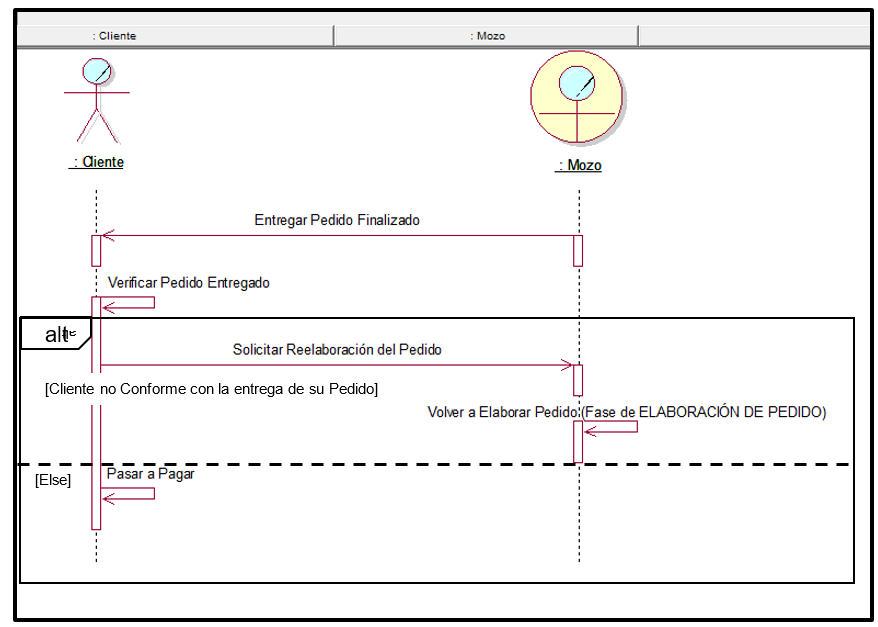 : Cliente
: Mozo
: Cliente
: Mozo
Entregar Pedido Finalizado
Verificar Pedido Entregado
alt
Solicitar Reelaboración del Pedido
[Cliente no Conforme con la entrega de su Pedido]
Volver a Elaborar Pedido (Fase de ELABORACIÓN DE PEDIDO)
[Else]
Pasar a Pagar